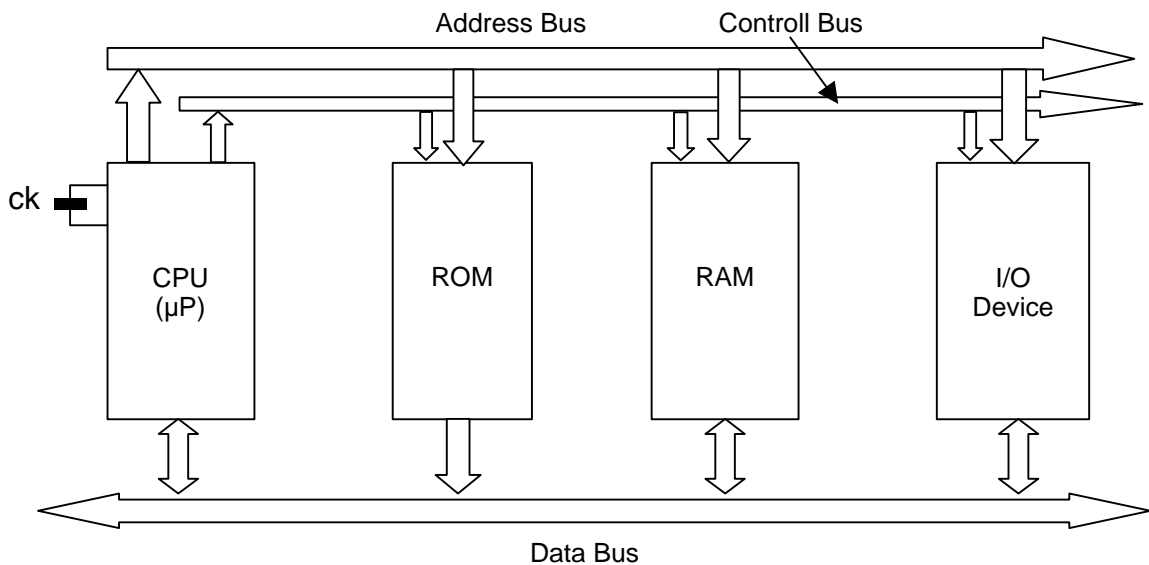 Address Bus
Controll Bus
ck
CPU
(µP)
ROM
RAM
I/O
Device
Data Bus